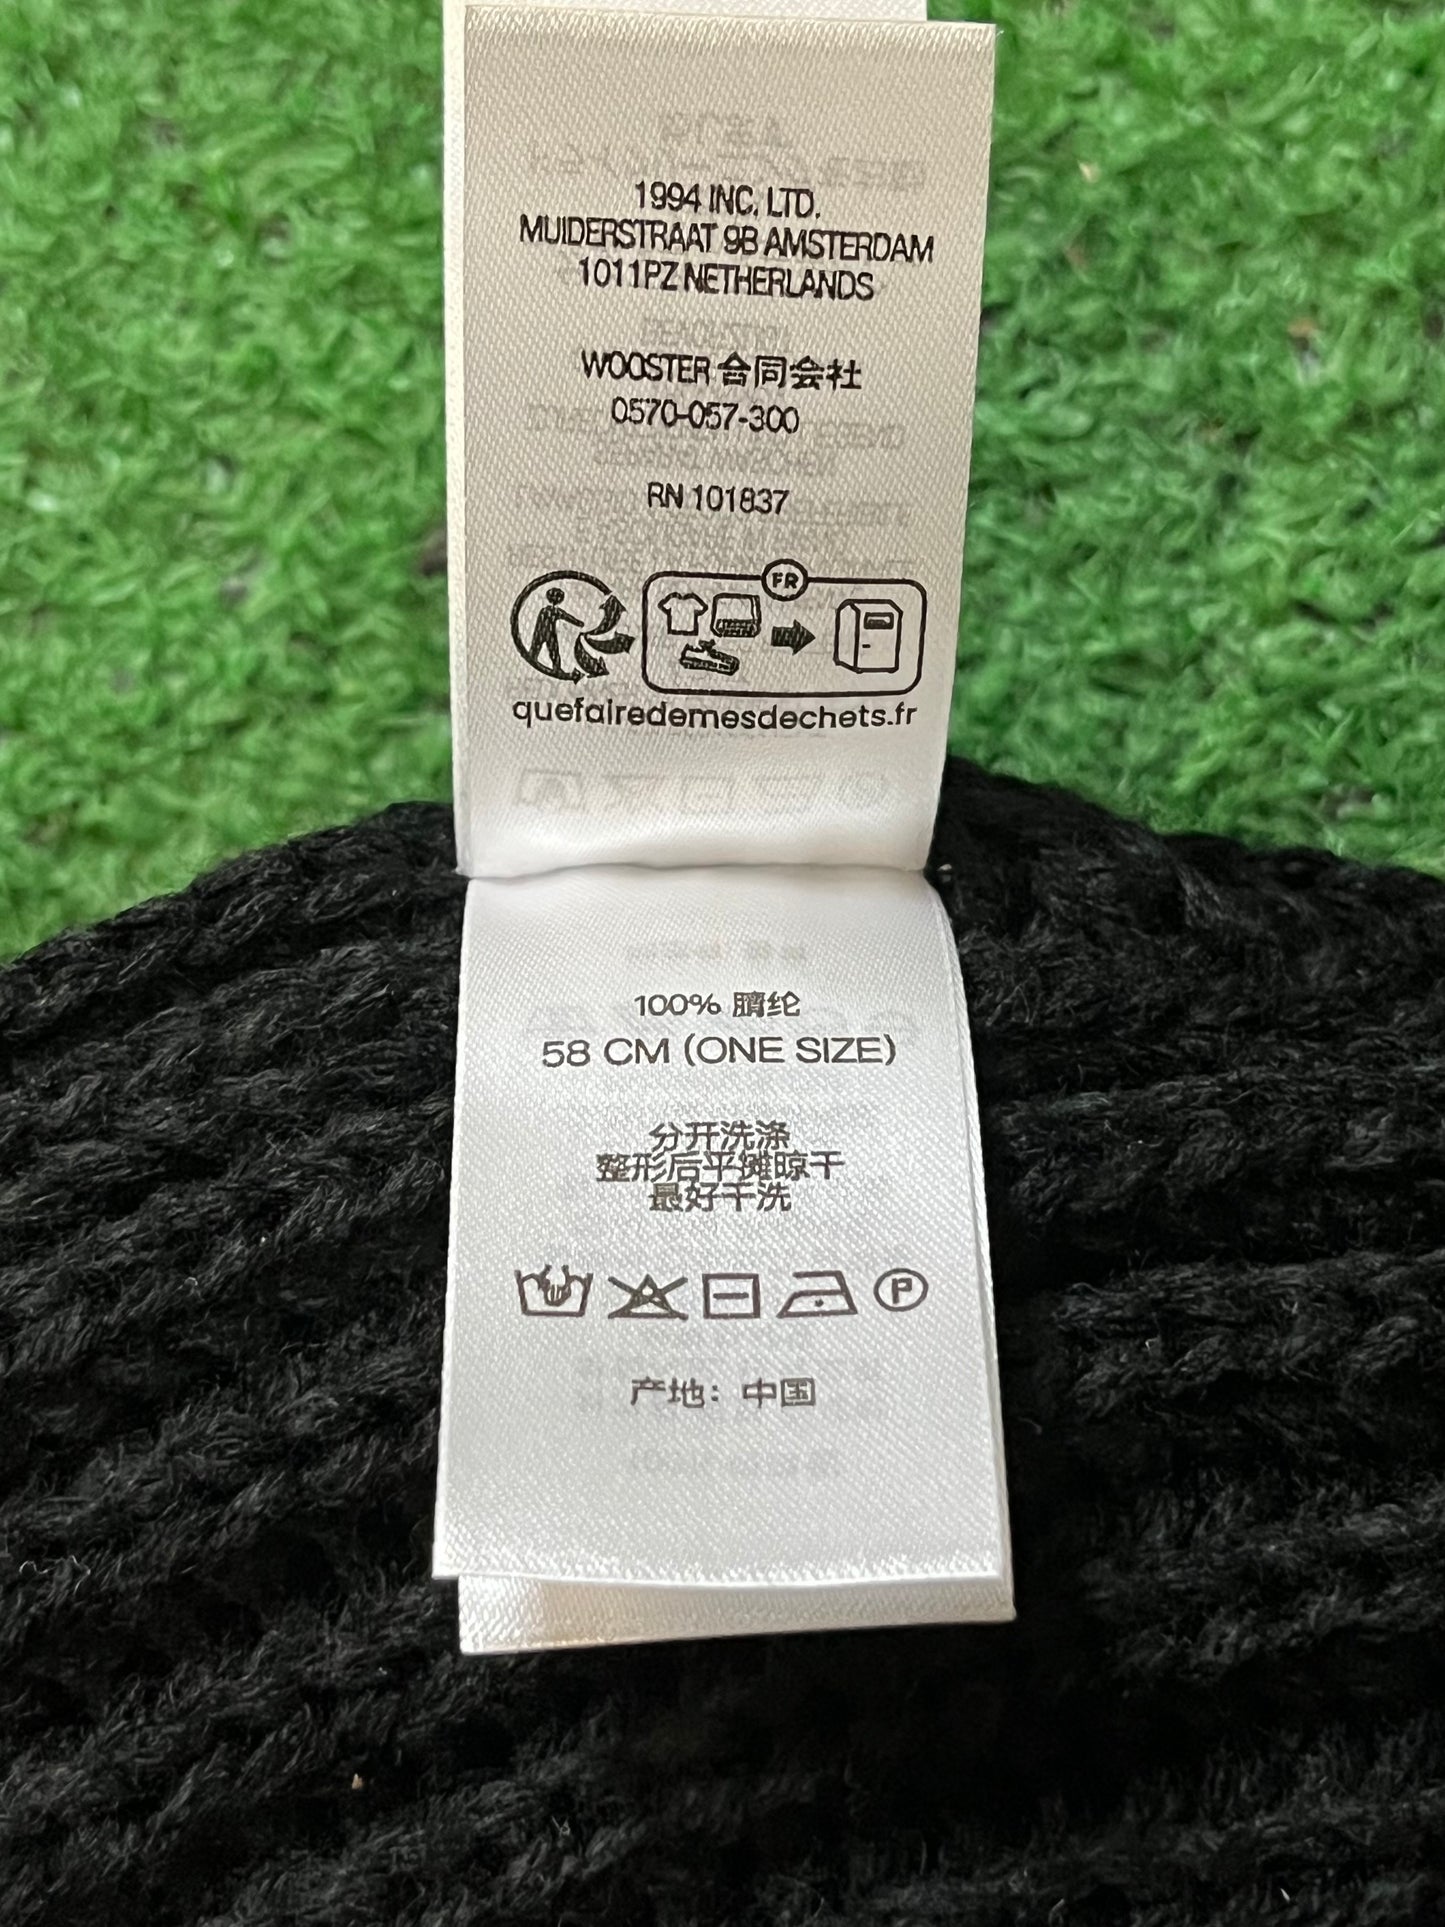 1994 INC. LTD.
MUIDERSTRAAT 9B AMSTERDAM
1011PZ NETHERLANDS
WOOSTER 合同会社
0570-057-300
RN 101837
FR
quefairedemesdechets.fr
100% 腈纶
58 CM (ONE SIZE)
分开洗涤
整形后平摊晾干
最好干洗
P
产地：中国